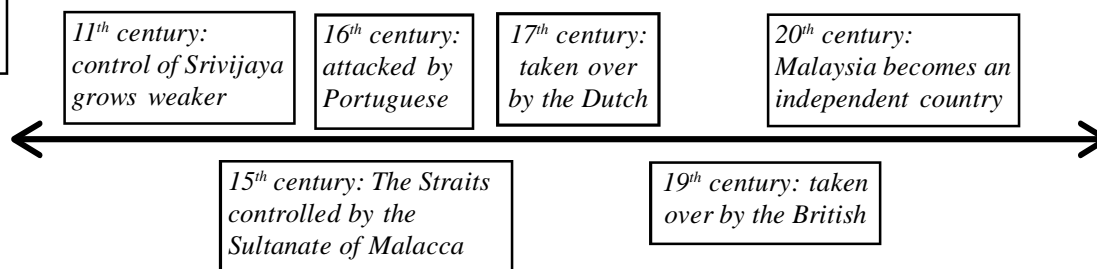 11th century:
control of Srivijaya
grows weaker
16th century:
attacked by
Portuguese
17th century:
taken over
by the Dutch
20th century:
Malaysia becomes an
independent country
15th century: The Straits
controlled by the
Sultanate of Malacca
19th century: taken
over by the British